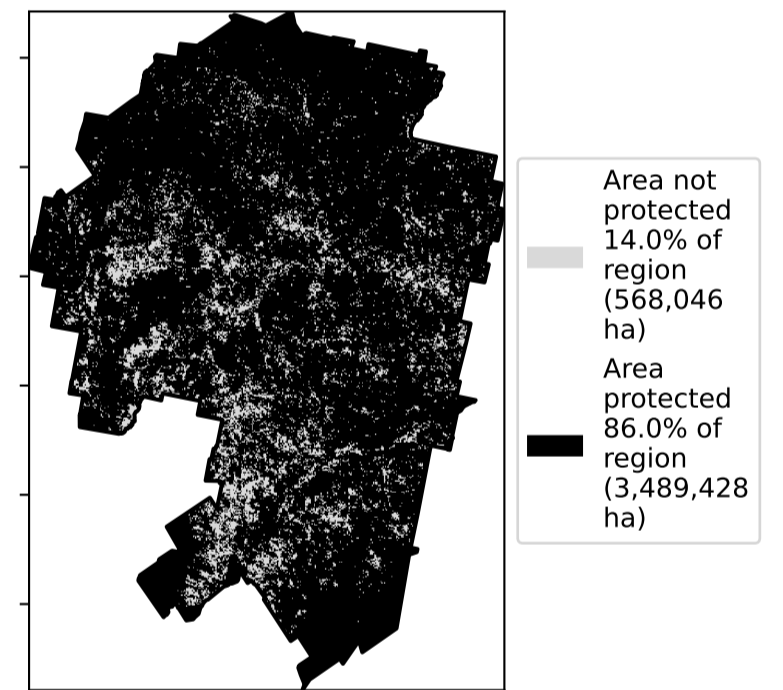 Area not
protected
14.0% of
region
(568,046
ha)
Area
protected
86.0% of
region
(3,489,428
ha)